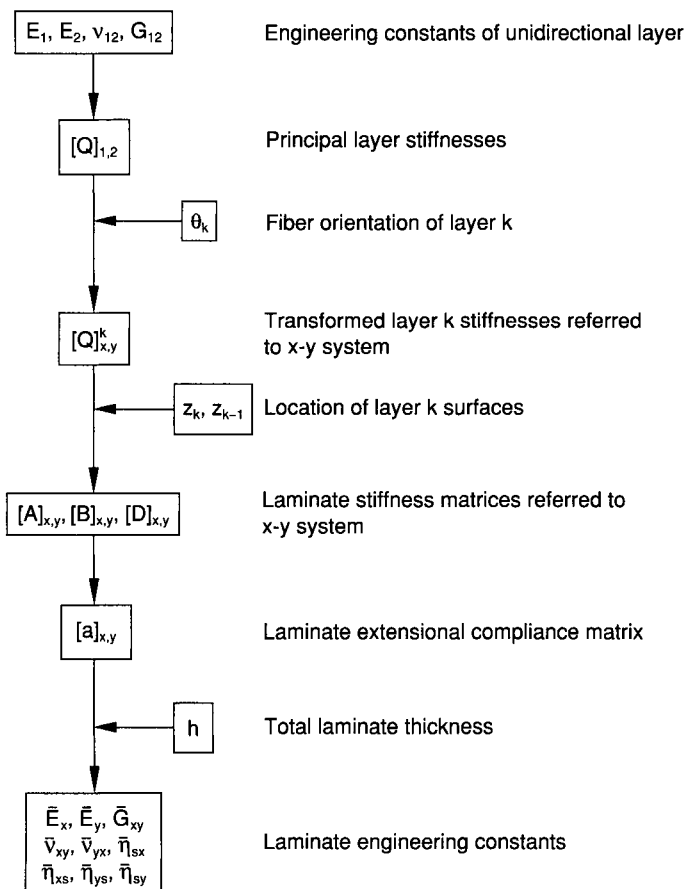 E₁, E₂, ν₁₂, G₁₂ Engineering constants of unidirectional layer
[Q]₁,₂ Principal layer stiffnesses
θₖ Fiber orientation of layer k
[Q]ᵏx,y Transformed layer k stiffnesses referred
to x-y system
zₖ, zₖ₋₁ Location of layer k surfaces
[A]x,y, [B]x,y, [D]x,y Laminate stiffness matrices referred to
x-y system
[a]x,y Laminate extensional compliance matrix
h Total laminate thickness
Ēx, Ēy, Ḡxy
ν̄xy, ν̄yx, η̄sx Laminate engineering constants
η̄xs, η̄ys, η̄sy